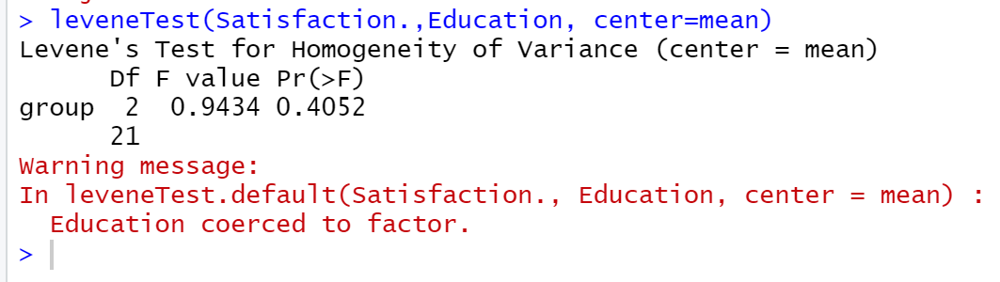 > leveneTest(Satisfaction.,Education, center=mean)
Levene's Test for Homogeneity of Variance (center = mean)
      Df F value Pr(>F)
group  2  0.9434 0.4052
      21
Warning message:
In leveneTest.default(Satisfaction., Education, center = mean) :
  Education coerced to factor.
>